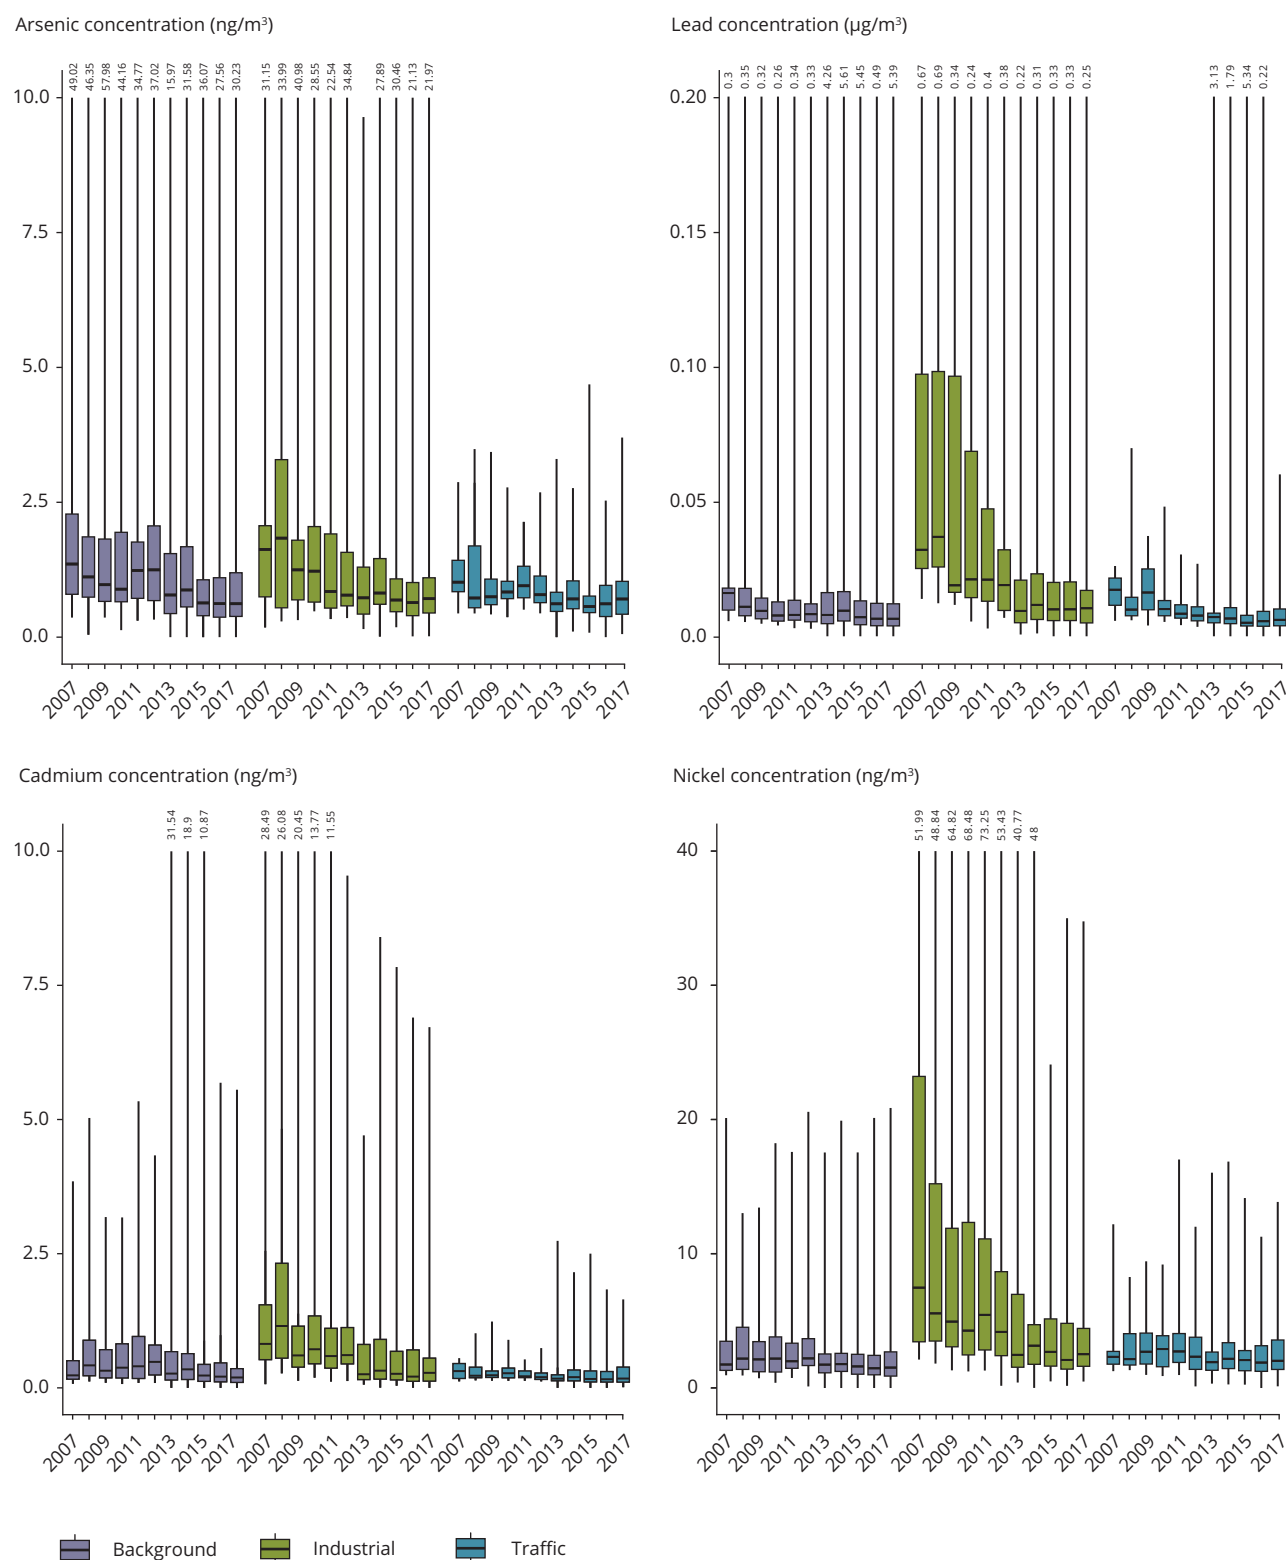 Arsenic concentration (ng/m³)
49.02 46.35 57.98 44.16 34.77 37.02 15.97 31.58 36.07 27.56 30.23 31.15 33.99 40.98 28.55 22.54 34.84 27.89 30.46 21.13 21.97
10.0
7.5
5.0
2.5
0.0
2007 2009 2011 2013 2015 2017 2007 2009 2011 2013 2015 2017 2007 2009 2011 2013 2015 2017
Lead concentration (µg/m³)
0.3 0.35 0.32 0.26 0.34 0.33 4.26 5.61 5.45 0.49 5.39 0.67 0.69 0.34 0.24 0.4 0.38 0.22 0.31 0.33 0.33 0.25 3.13 1.79 5.34 0.22
0.20
0.15
0.10
0.05
0.0
2007 2009 2011 2013 2015 2017 2007 2009 2011 2013 2015 2017 2007 2009 2011 2013 2015 2017
Cadmium concentration (ng/m³)
31.54 18.9 10.87 28.49 26.08 20.45 13.77 11.55
10.0
7.5
5.0
2.5
0.0
2007 2009 2011 2013 2015 2017 2007 2009 2011 2013 2015 2017 2007 2009 2011 2013 2015 2017
Nickel concentration (ng/m³)
51.99 48.84 64.82 68.48 73.25 53.43 40.77 48
40
30
20
10
0
2007 2009 2011 2013 2015 2017 2007 2009 2011 2013 2015 2017 2007 2009 2011 2013 2015 2017
Background Industrial Traffic